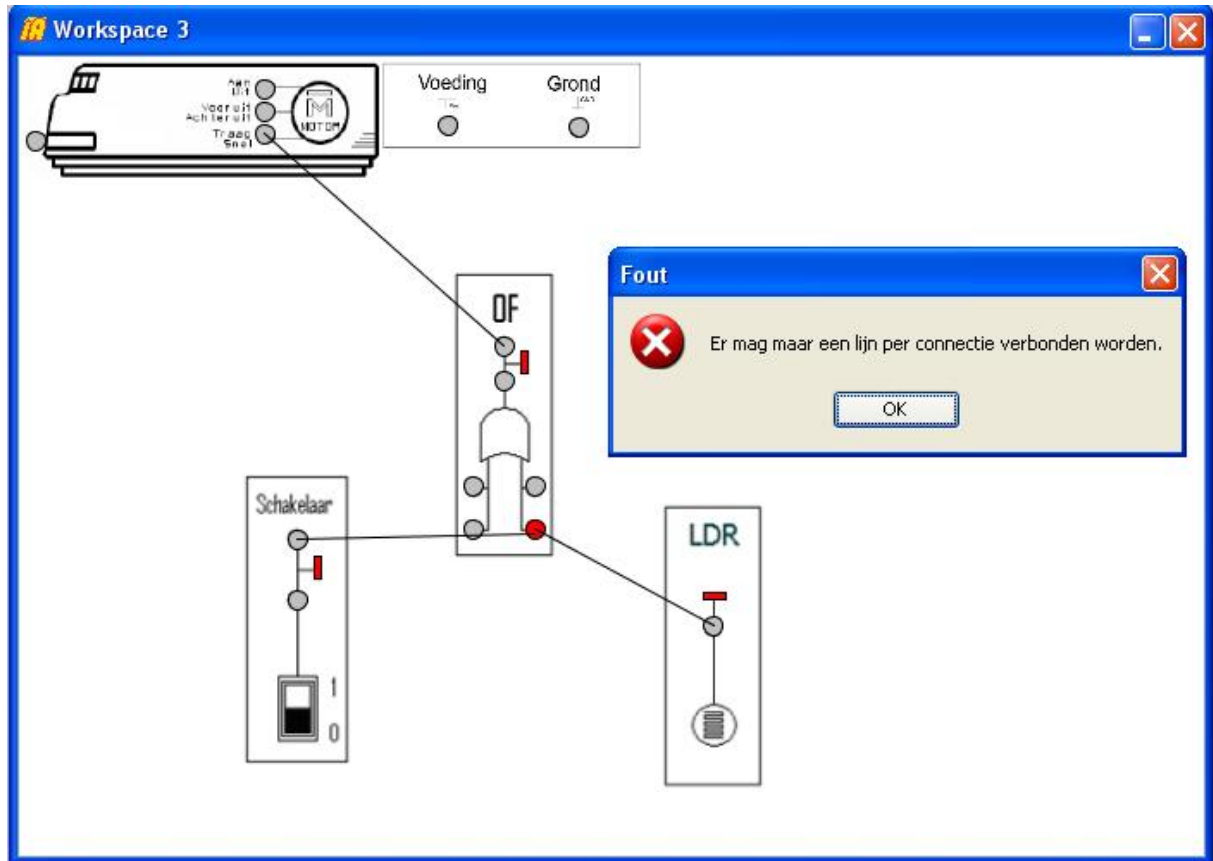 Workspace 3
Aan
Uit
Vooruit
Achteruit
Traag
Snel
M
MOTOR
Voeding
Grond
Fout
Er mag maar een lijn per connectie verbonden worden.
OK
OF
Schakelaar
1
0
LDR